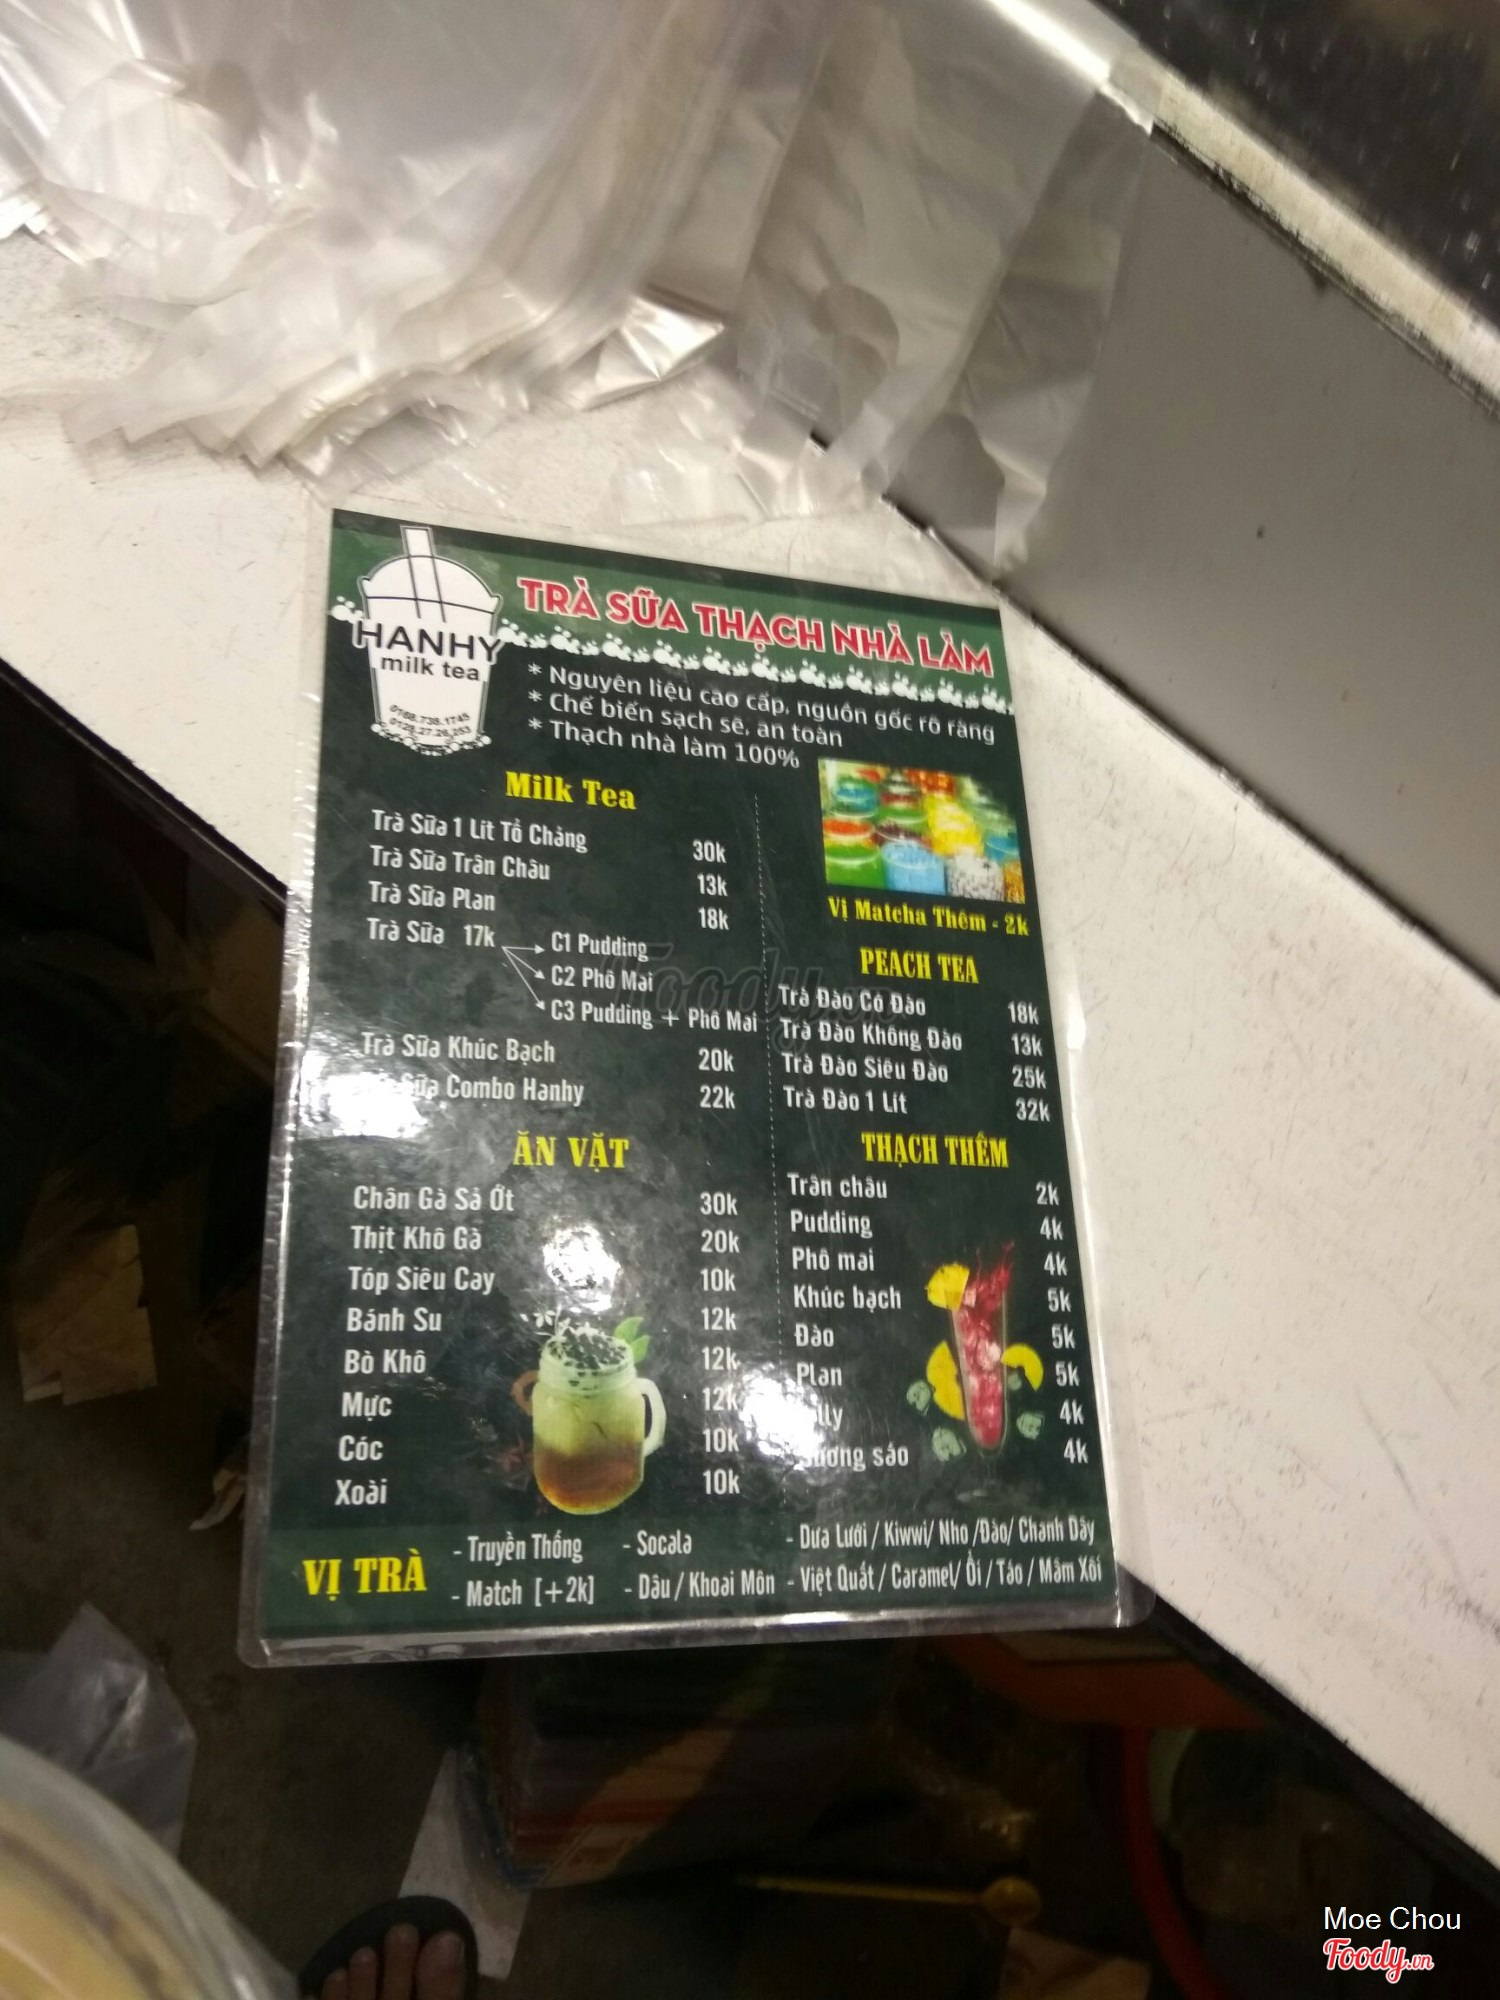 HANHY
milk tea
0168.738.1745
TRÀ SỮA THẠCH NHÀ LÀM
* Nguyên liệu cao cấp, nguồn gốc rõ ràng
* Chế biến sạch sẽ, an toàn
* Thạch nhà làm 100%
Milk Tea
Trà Sữa 1 Lít Tổ Chảng 30k
Trà Sữa Trân Châu 13k
Trà Sữa Plan 18k
Trà Sữa 17k
C1 Pudding
C2 Phô Mai
C3 Pudding + Phô Mai
Trà Sữa Khúc Bạch 20k
Sữa Combo Hanhy 22k
ĂN VẶT
Chân Gà Sả Ớt 30k
Thịt Khô Gà 20k
Tóp Siêu Cay 10k
Bánh Su 12k
Bò Khô 12k
Mực 12k
Cóc 10k
Xoài 10k
Vị Matcha Thêm - 2k
PEACH TEA
Trà Đào Có Đào 18k
Trà Đào Không Đào 13k
Trà Đào Siêu Đào 25k
Trà Đào 1 Lít 32k
THẠCH THÊM
Trân châu 2k
Pudding 4k
Phô mai 4k
Khúc bạch 5k
Đào 5k
Plan 5k
4k
sáo 4k
VỊ TRÀ
- Truyền Thống - Socala - Dưa Lưới / Kiwwi/ Nho /Đào/ Chanh Dây
- Match [+2k] - Dâu / Khoai Môn - Việt Quất / Caramel/ Ổi / Táo / Mâm Xôi
Foody.vn
Moe Chou
Foody.vn